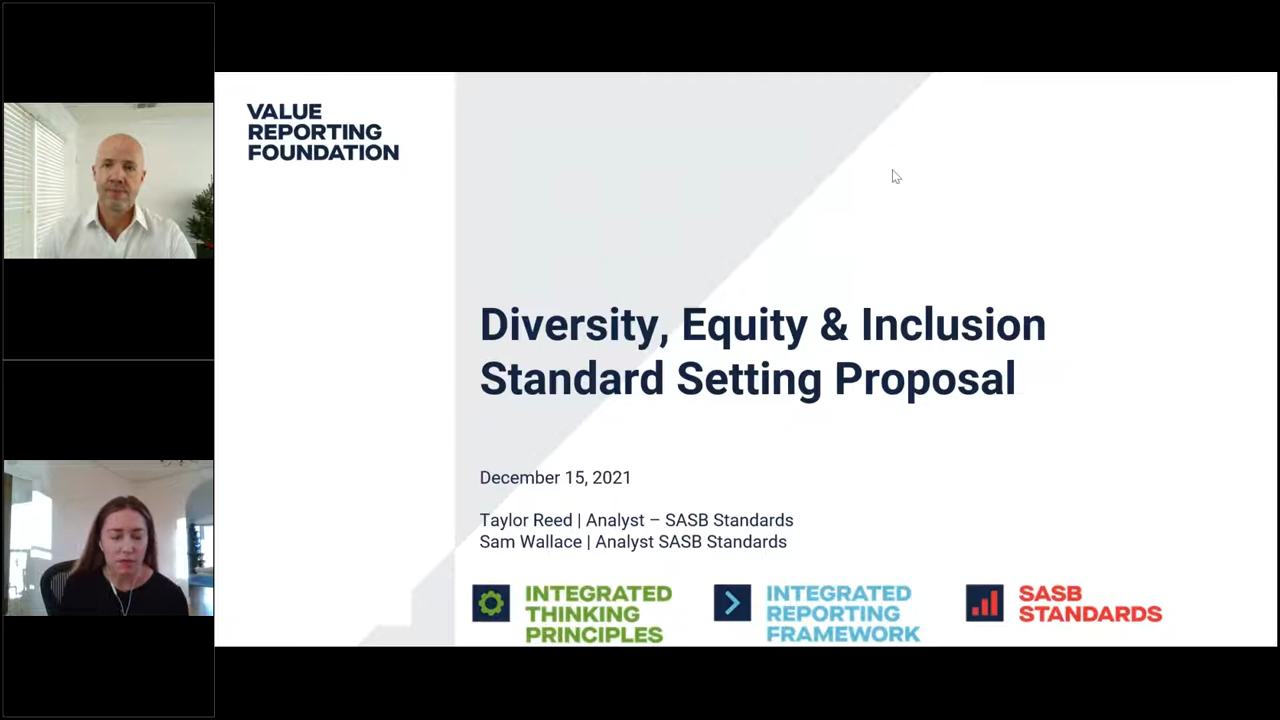 VALUE
REPORTING
FOUNDATION
Diversity, Equity & Inclusion
Standard Setting Proposal
December 15, 2021
Taylor Reed | Analyst – SASB Standards
Sam Wallace | Analyst SASB Standards
INTEGRATED
THINKING
PRINCIPLES
INTEGRATED
REPORTING
FRAMEWORK
SASB
STANDARDS